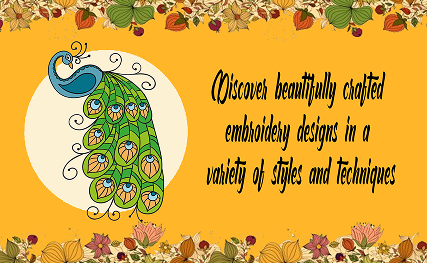 Discover beautifully crafted
embroidery designs in a
variety of styles and techniques